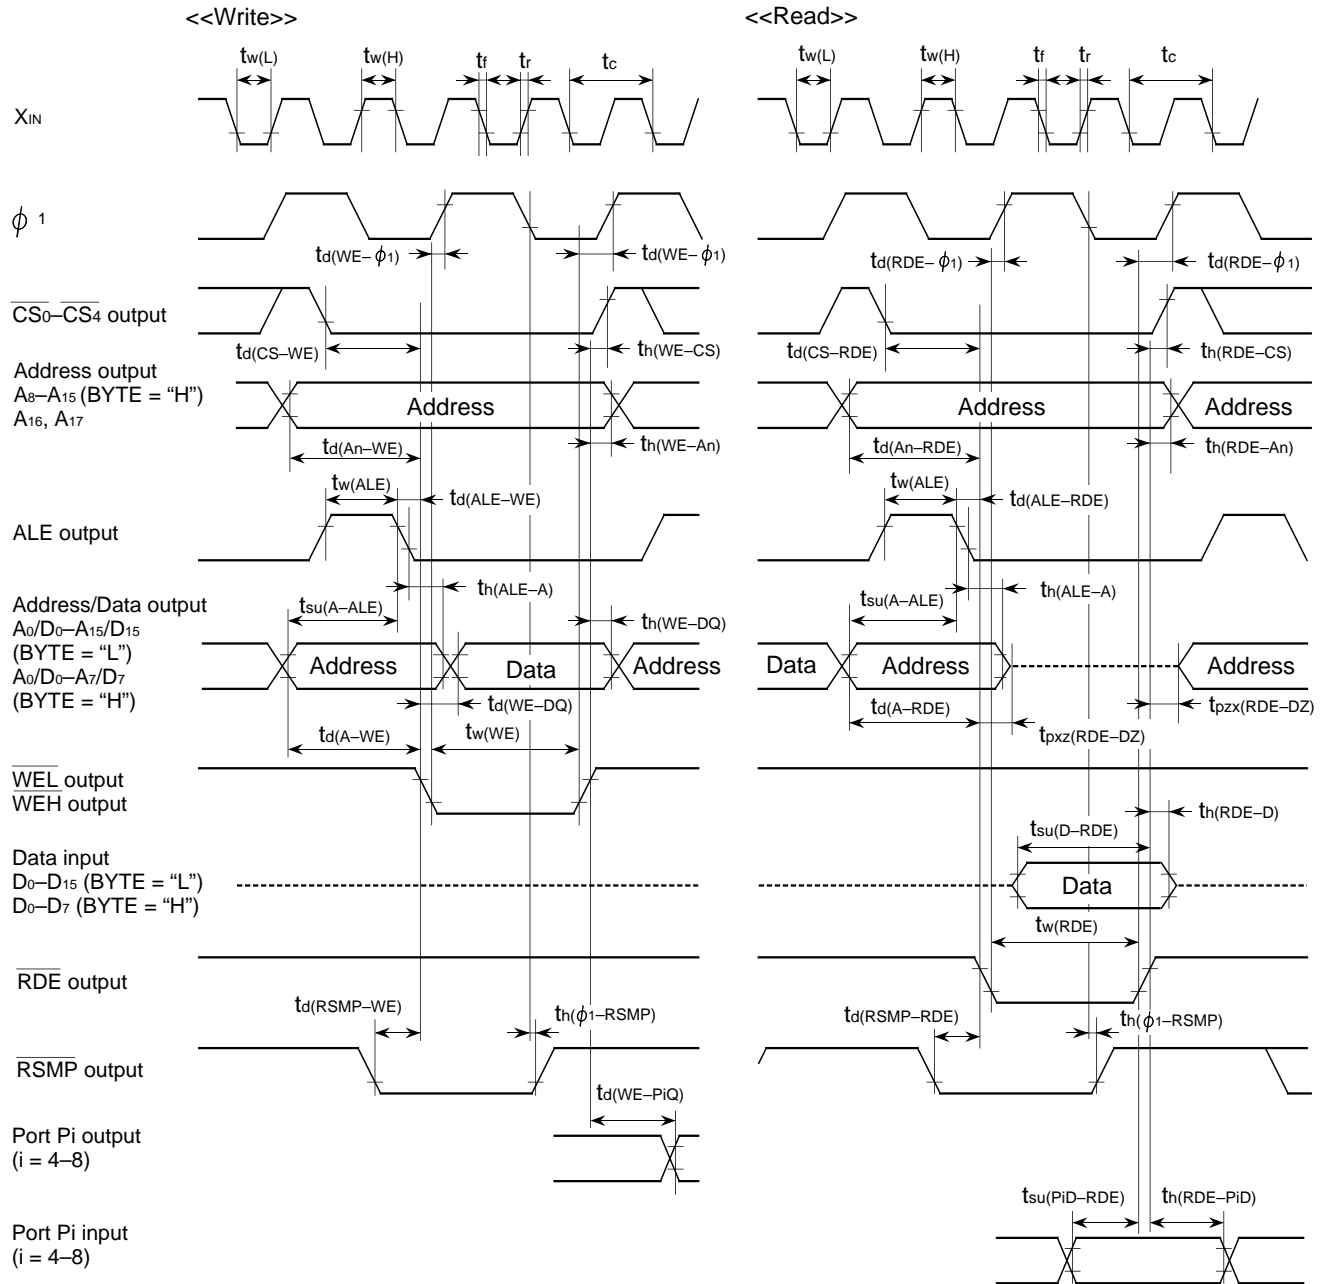 <<Write>> <<Read>>
tw(L) tw(H) tf tr tc tw(L) tw(H) tf tr tc
XIN
ϕ 1
td(WE–ϕ1) td(WE–ϕ1) td(RDE–ϕ1) td(RDE–ϕ1)
CS0–CS4 output
td(CS–WE) th(WE–CS) td(CS–RDE) th(RDE–CS)
Address output
A8–A15 (BYTE = “H”)
A16, A17
Address Address Address
td(An–WE) th(WE–An) td(An–RDE) th(RDE–An)
tw(ALE) td(ALE–WE) tw(ALE) td(ALE–RDE)
ALE output
th(ALE–A) th(ALE–A)
tsu(A–ALE) th(WE–DQ) tsu(A–ALE)
Address/Data output
A0/D0–A15/D15
(BYTE = “L”)
A0/D0–A7/D7
(BYTE = “H”)
Address Data Address Data Address Address
td(WE–DQ) td(A–RDE) tpzx(RDE–DZ)
td(A–WE) tw(WE) tpxz(RDE–DZ)
WEL output
WEH output
th(RDE–D)
tsu(D–RDE)
Data input
D0–D15 (BYTE = “L”)
D0–D7 (BYTE = “H”)
Data
tw(RDE)
RDE output
td(RSMP–WE) th(ϕ1–RSMP) td(RSMP–RDE) th(ϕ1–RSMP)
RSMP output
td(WE–PiQ)
Port Pi output
(i = 4–8)
tsu(PiD–RDE) th(RDE–PiD)
Port Pi input
(i = 4–8)